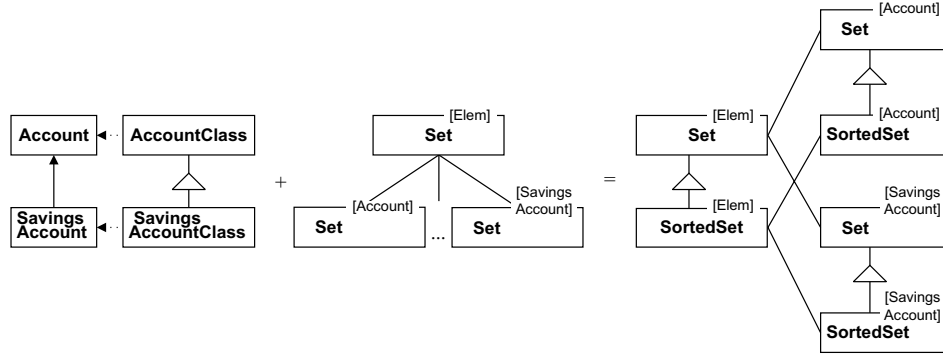 [Account]
Set
[Elem]
[Elem]
[Account]
Account
AccountClass
Set
Set
SortedSet
+
=
[Savings
Account]
[Savings
Account]
[Account]
[Elem]
Savings
Account
Savings
AccountClass
Set
...
Set
SortedSet
Set
[Savings
Account]
SortedSet